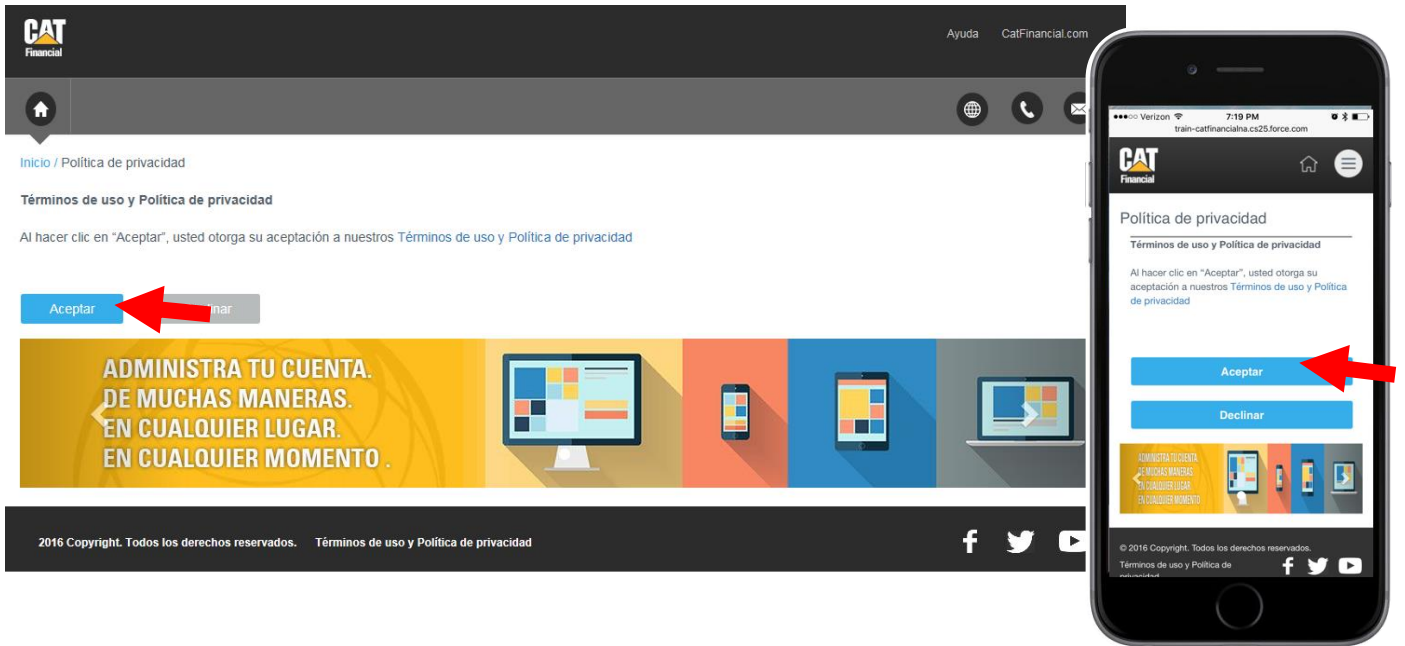 CAT
Financial
Ayuda CatFinancial.com
Inicio / Política de privacidad
Términos de uso y Política de privacidad
Al hacer clic en “Aceptar”, usted otorga su aceptación a nuestros Términos de uso y Política de privacidad
Aceptar
ADMINISTRA TU CUENTA.
DE MUCHAS MANERAS.
EN CUALQUIER LUGAR.
EN CUALQUIER MOMENTO .
2016 Copyright. Todos los derechos reservados. Términos de uso y Política de privacidad
Verizon 7:19 PM
train-catfinancialna.cs25.force.com
CAT
Financial
Política de privacidad
Términos de uso y Política de privacidad
Al hacer clic en “Aceptar”, usted otorga su
aceptación a nuestros Términos de uso y Política
de privacidad
Aceptar
Declinar
ADMINISTRA TU CUENTA
DE MUCHAS MANERAS
EN CUALQUIER LUGAR
EN CUALQUIER MOMENTO
© 2016 Copyright. Todos los derechos reservados.
Términos de uso y Política de
privacidad